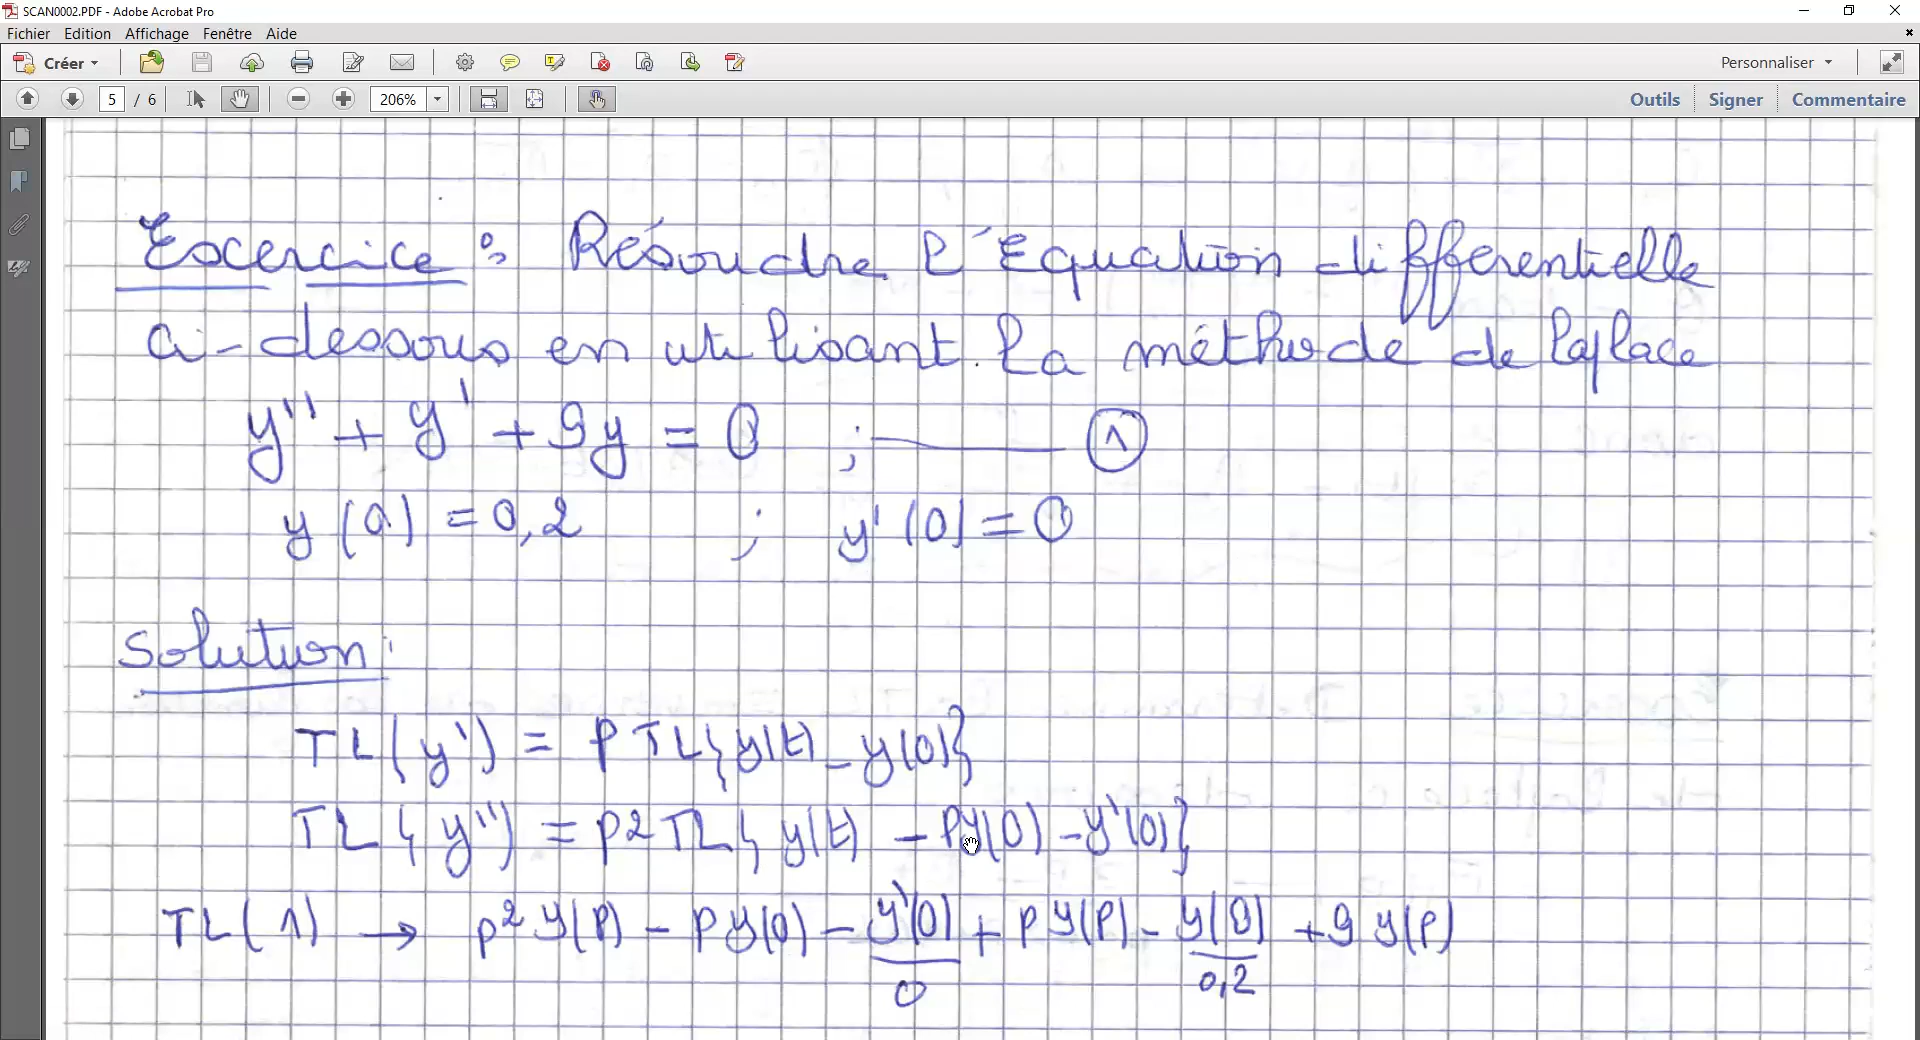 SCAN0002.PDF - Adobe Acrobat Pro
Fichier Edition Affichage Fenêtre Aide
Créer Personnaliser
5 / 6 206% Outils Signer Commentaire
Excercice : Résoudre l'Equation differentielle
ci-dessous en utilisant la méthode de Laplace
y'' + y' + 9y = 0 ; ① 
y(0) = 0,2 ; y'(0) = 0
Solution:
TL(y') = P TL{y(t) - y(0)}
TL{y'') = p2 TL{y(t) - Py(0) - y'(0)}
TL(1) → p² y(p) - Py(0) - y'(0) + p y(p) - y(0) + 9 y(p)
0 0,2